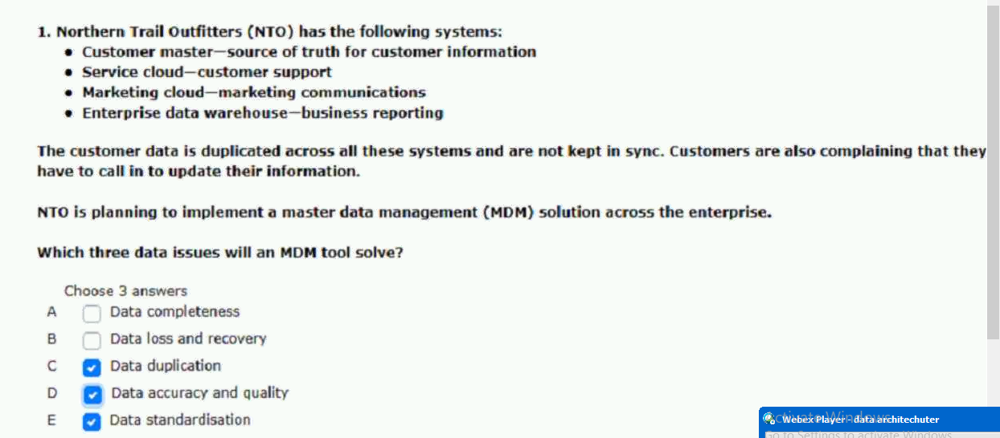 1. Northern Trail Outfitters (NTO) has the following systems:
• Customer master—source of truth for customer information
• Service cloud—customer support
• Marketing cloud—marketing communications
• Enterprise data warehouse—business reporting
The customer data is duplicated across all these systems and are not kept in sync. Customers are also complaining that they
have to call in to update their information.
NTO is planning to implement a master data management (MDM) solution across the enterprise.
Which three data issues will an MDM tool solve?
Choose 3 answers
A Data completeness
B Data loss and recovery
C Data duplication
D Data accuracy and quality
E Data standardisation
Webex Player - data architechuter
Activate Windows
Go to Settings to activate Windows.